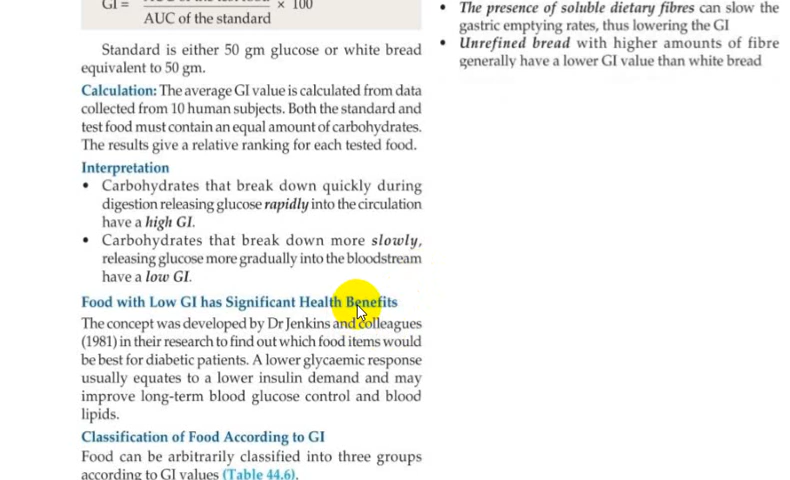 GI =
× 100
AUC of the standard
Standard is either 50 gm glucose or white bread
equivalent to 50 gm.
Calculation: The average GI value is calculated from data
collected from 10 human subjects. Both the standard and
test food must contain an equal amount of carbohydrates.
The results give a relative ranking for each tested food.
Interpretation
• Carbohydrates that break down quickly during
digestion releasing glucose rapidly into the circulation
have a high GI.
• Carbohydrates that break down more slowly,
releasing glucose more gradually into the bloodstream
have a low GI.
Food with Low GI has Significant Health Benefits
The concept was developed by Dr Jenkins and colleagues
(1981) in their research to find out which food items would
be best for diabetic patients. A lower glycaemic response
usually equates to a lower insulin demand and may
improve long-term blood glucose control and blood
lipids.
Classification of Food According to GI
Food can be arbitrarily classified into three groups
according to GI values (Table 44.6).
• The presence of soluble dietary fibres can slow the
gastric emptying rates, thus lowering the GI
• Unrefined bread with higher amounts of fibre
generally have a lower GI value than white bread